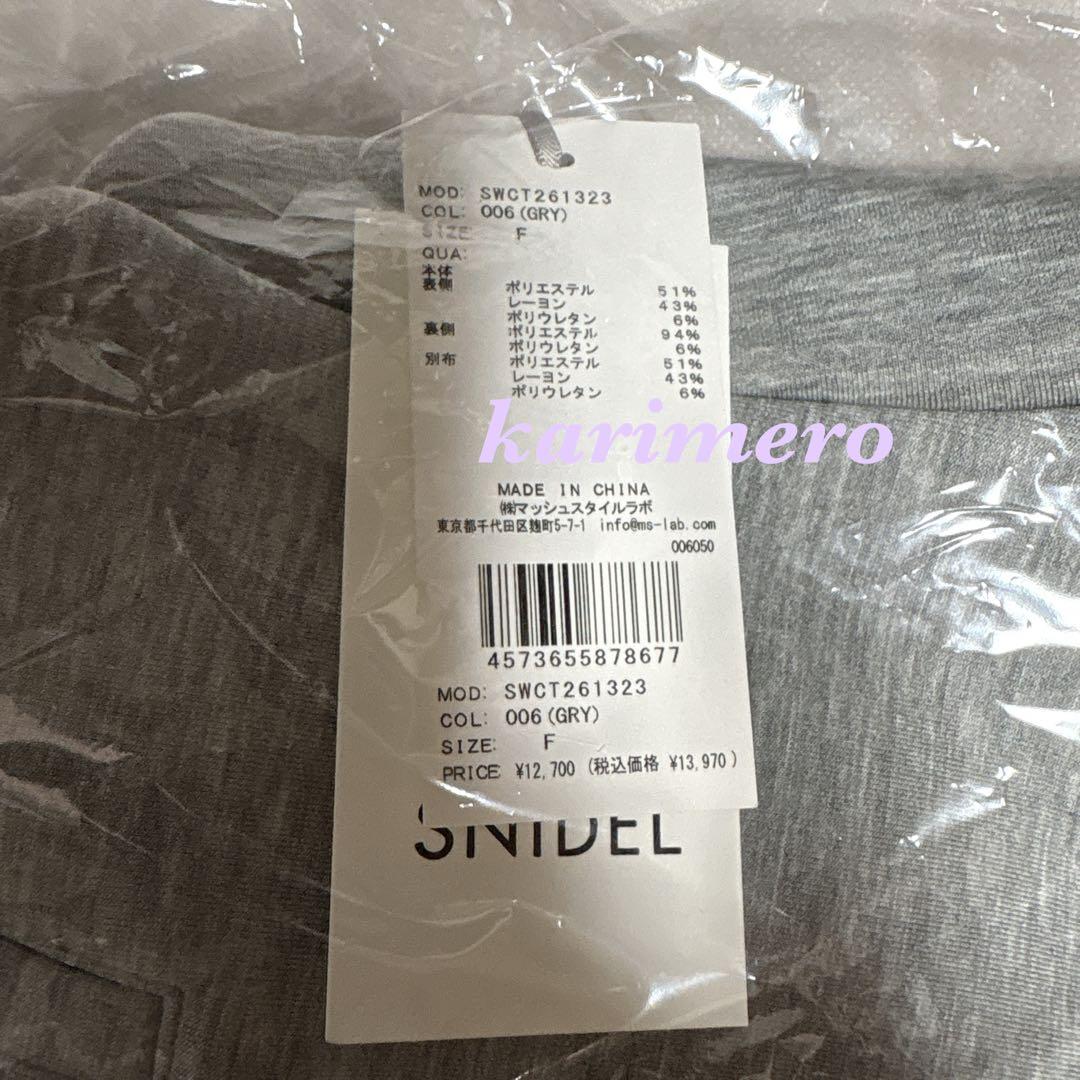 MOD: SWCT261323
COL: 006(GRY)
SIZE: F
QUA:
本体
表側 ポリエステル 51%
レーヨン 43%
ポリウレタン 6%
裏側 ポリエステル 94%
ポリウレタン 6%
別布 ポリエステル 51%
レーヨン 43%
ポリウレタン 6%
karimero
MADE IN CHINA
㈱マッシュスタイルラボ
東京都千代田区麹町5-7-1 info@ms-lab.com
006050
4573655878677
MOD: SWCT261323
COL: 006(GRY)
SIZE: F
PRICE: ¥12,700 (税込価格 ¥13,970)
SNIDEL